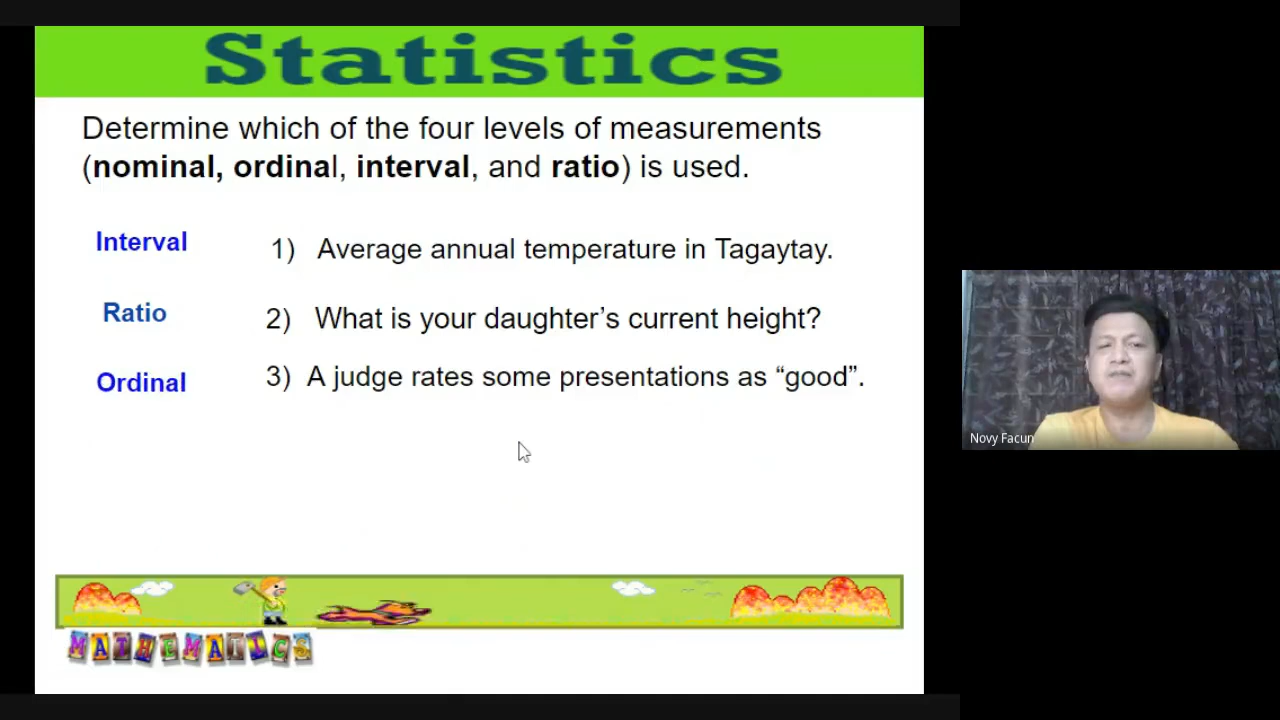 Statistics
Determine which of the four levels of measurements
(nominal, ordinal, interval, and ratio) is used.
Interval
1) Average annual temperature in Tagaytay.
Ratio
2) What is your daughter’s current height?
Ordinal
3) A judge rates some presentations as “good”.
Novy Facun
MATHEMATICS